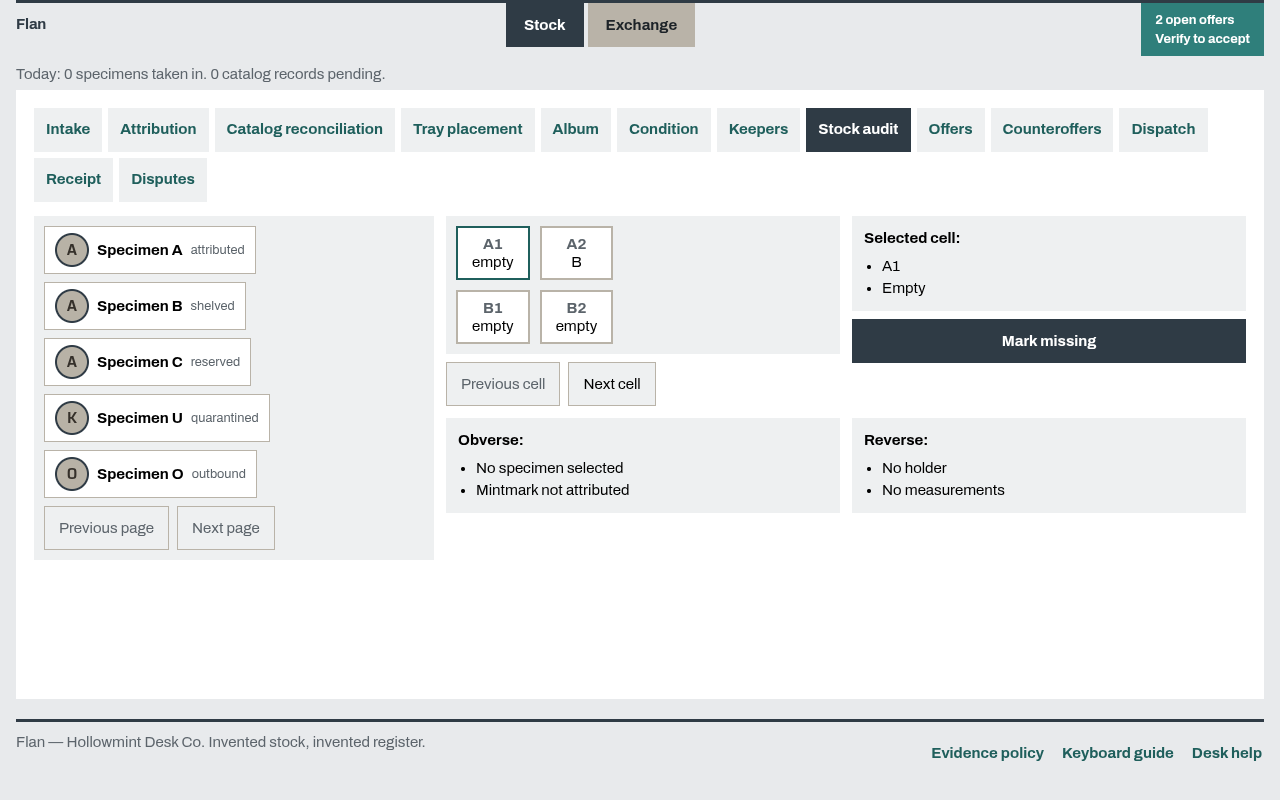 Flan
Stock
Exchange
2 open offers
Verify to accept
Today: 0 specimens taken in. 0 catalog records pending.
Intake
Attribution
Catalog reconciliation
Tray placement
Album
Condition
Keepers
Stock audit
Offers
Counteroffers
Dispatch
Receipt
Disputes
A Specimen A attributed
A Specimen B shelved
A Specimen C reserved
K Specimen U quarantined
O Specimen O outbound
Previous page
Next page
A1
empty
A2
B
B1
empty
B2
empty
Previous cell
Next cell
Selected cell:
A1
Empty
Mark missing
Obverse:
No specimen selected
Mintmark not attributed
Reverse:
No holder
No measurements
Flan — Hollowmint Desk Co. Invented stock, invented register.
Evidence policy
Keyboard guide
Desk help